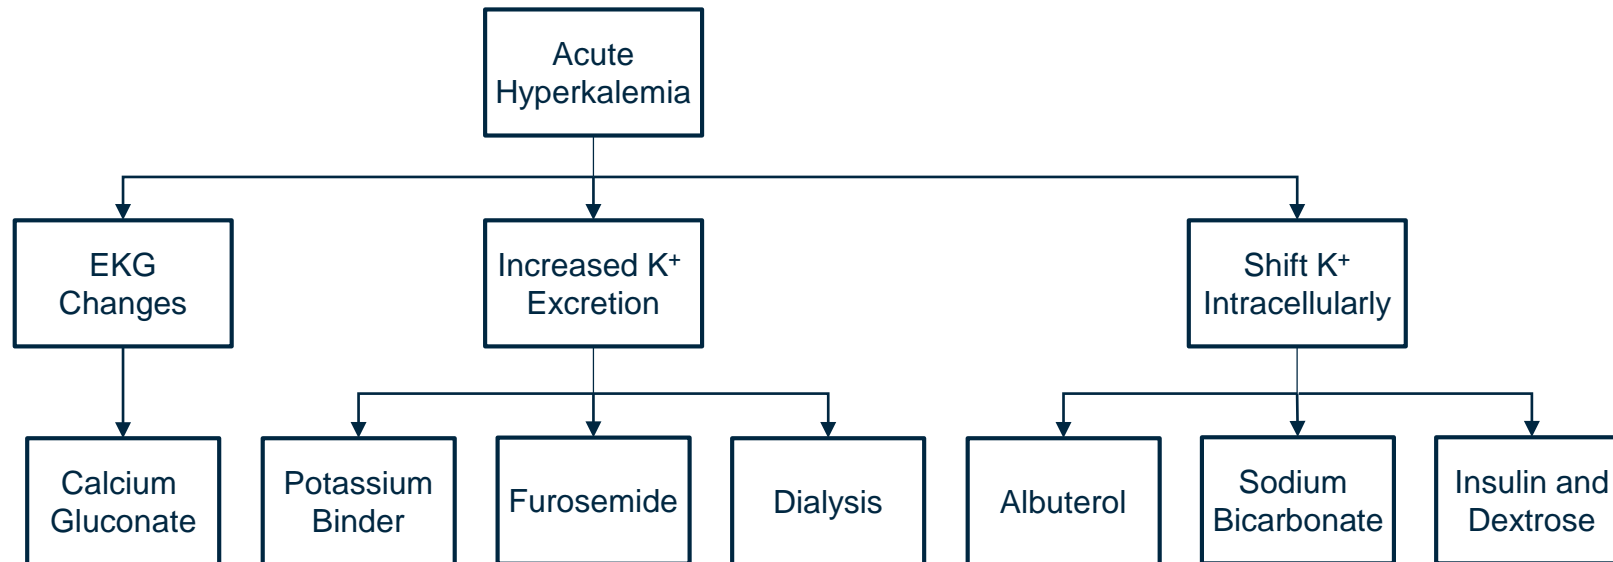 Acute
Hyperkalemia
EKG
Changes
Increased K⁺
Excretion
Shift K⁺
Intracellularly
Calcium
Gluconate
Potassium
Binder
Furosemide
Dialysis
Albuterol
Sodium
Bicarbonate
Insulin and
Dextrose